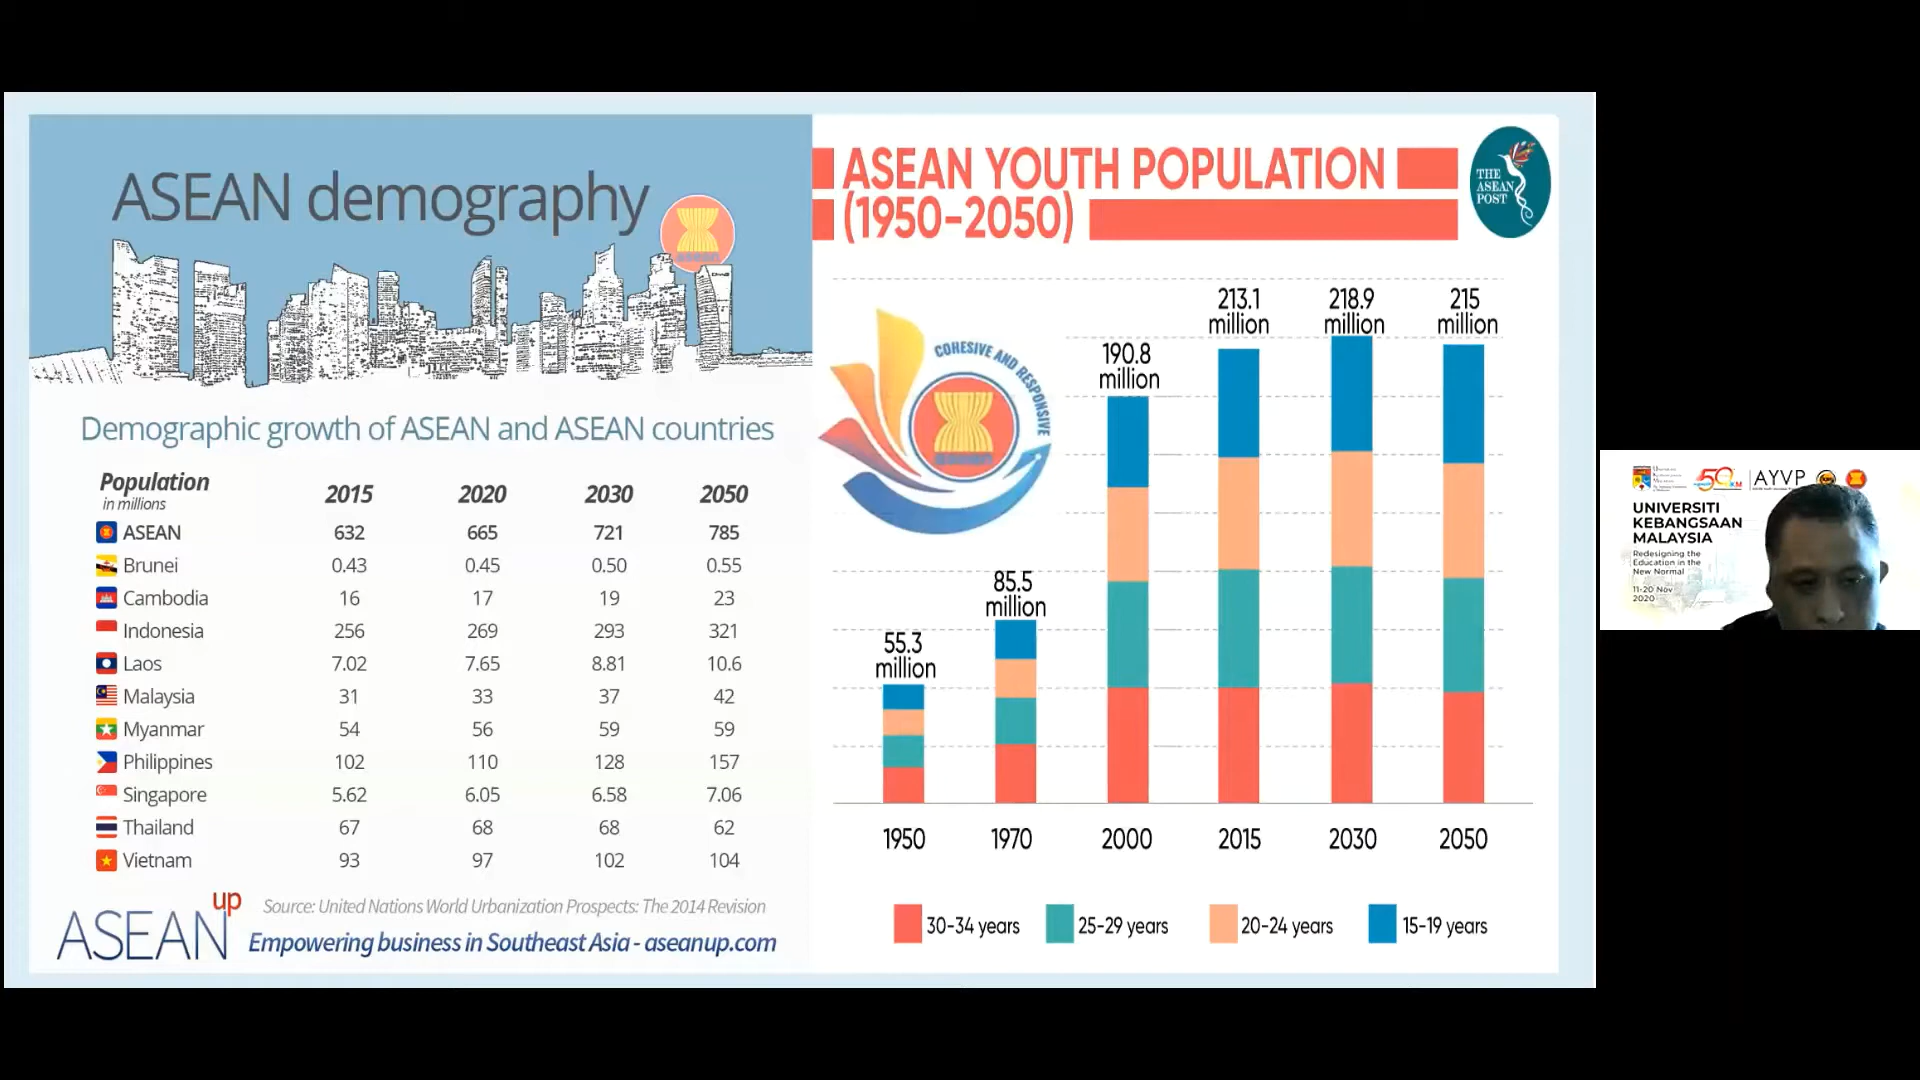 ASEAN demography
Demographic growth of ASEAN and ASEAN countries
Population
in millions
2015 2020 2030 2050
ASEAN 632 665 721 785
Brunei 0.43 0.45 0.50 0.55
Cambodia 16 17 19 23
Indonesia 256 269 293 321
Laos 7.02 7.65 8.81 10.6
Malaysia 31 33 37 42
Myanmar 54 56 59 59
Philippines 102 110 128 157
Singapore 5.62 6.05 6.58 7.06
Thailand 67 68 68 62
Vietnam 93 97 102 104
ASEAN up
Source: United Nations World Urbanization Prospects: The 2014 Revision
Empowering business in Southeast Asia - aseanup.com
ASEAN YOUTH POPULATION
(1950-2050)
THE
ASEAN
POST
COHESIVE AND RESPONSIVE
55.3
million
85.5
million
190.8
million
213.1
million
218.9
million
215
million
1950 1970 2000 2015 2030 2050
30-34 years 25-29 years 20-24 years 15-19 years
AYVP
UNIVERSITI
KEBANGSAAN
MALAYSIA
Redesigning the
Education in the
New Normal
11-20 Nov
2020